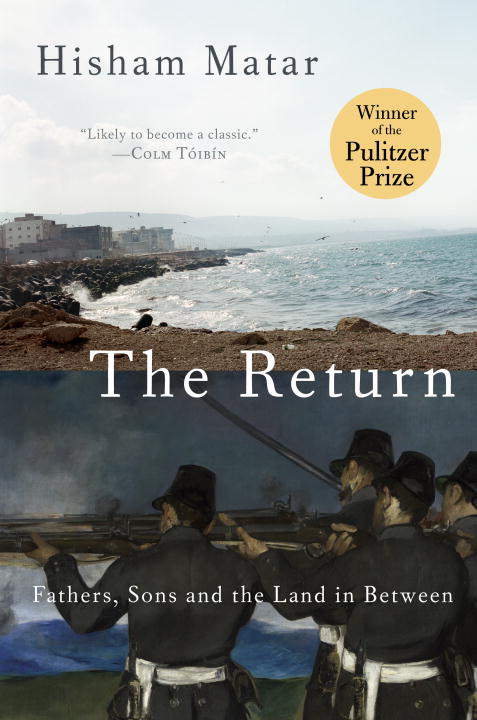 Hisham Matar
“Likely to become a classic.”
—Colm Tóibín
Winner
of the
Pulitzer
Prize
The Return
Fathers, Sons and the Land in Between